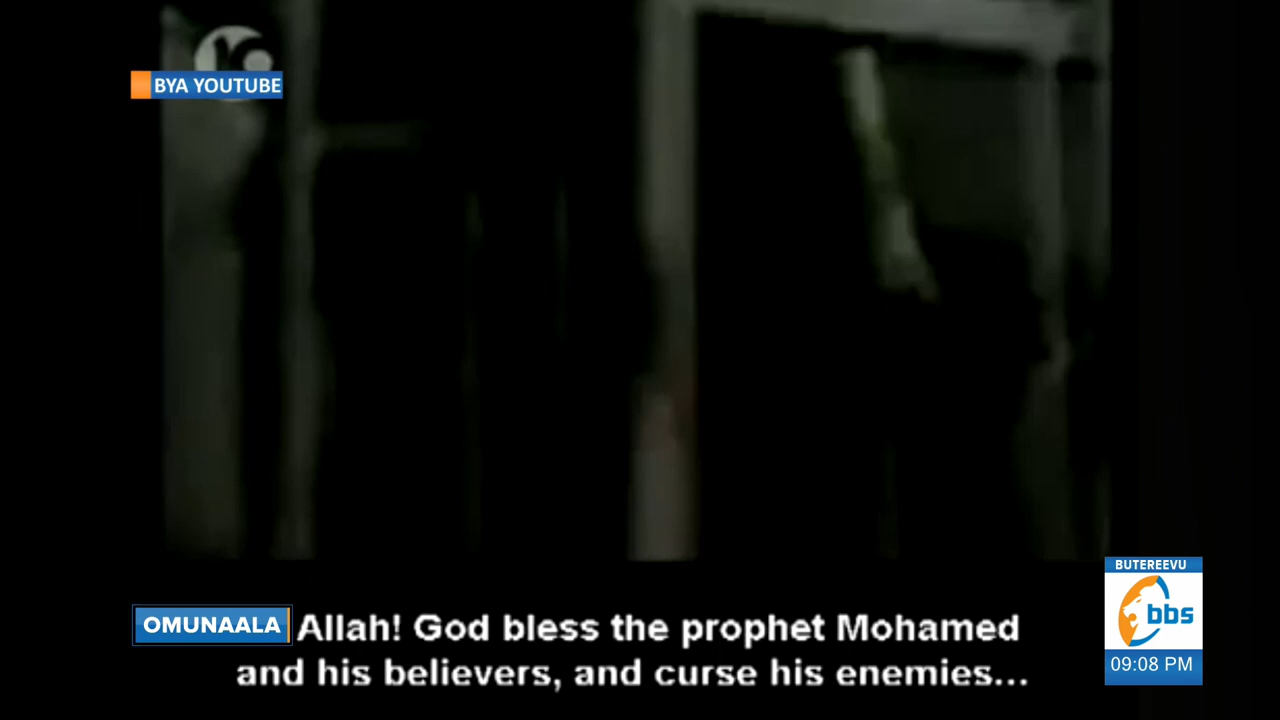 10
BYA YOUTUBE
BUTEREEVU
bbs
09:08 PM
OMUNAALA
Allah! God bless the prophet Mohamed
and his believers, and curse his enemies...